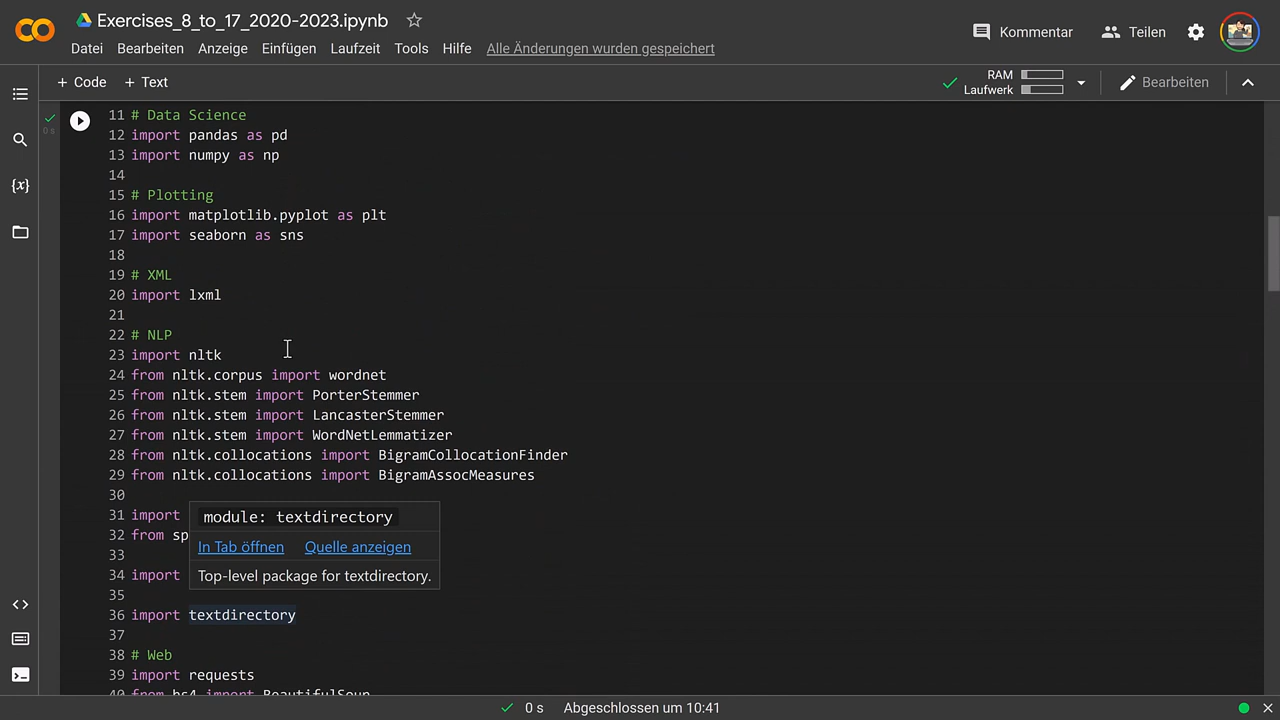 Exercises_8_to_17_2020-2023.ipynb
Datei Bearbeiten Anzeige Einfügen Laufzeit Tools Hilfe Alle Änderungen wurden gespeichert
Kommentar Teilen
+ Code + Text
RAM
Laufwerk
Bearbeiten
{x}
0 s
11 # Data Science
12 import pandas as pd
13 import numpy as np
14
15 # Plotting
16 import matplotlib.pyplot as plt
17 import seaborn as sns
18
19 # XML
20 import lxml
21
22 # NLP
23 import nltk
24 from nltk.corpus import wordnet
25 from nltk.stem import PorterStemmer
26 from nltk.stem import LancasterStemmer
27 from nltk.stem import WordNetLemmatizer
28 from nltk.collocations import BigramCollocationFinder
29 from nltk.collocations import BigramAssocMeasures
30
31 import
32 from sp
33
34 import
module: textdirectory
In Tab öffnen Quelle anzeigen
Top-level package for textdirectory.
35
36 import textdirectory
37
38 # Web
39 import requests
40 from bs4 import BeautifulSoup
0 s Abgeschlossen um 10:41